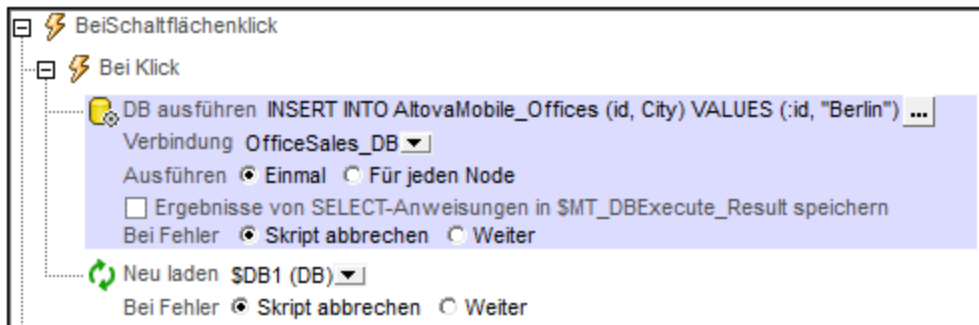 BeiSchaltflächenklick
Bei Klick
DB ausführen INSERT INTO AltovaMobile_Offices (id, City) VALUES (:id, "Berlin") ...
Verbindung OfficeSales_DB
Ausführen Einmal Für jeden Node
Ergebnisse von SELECT-Anweisungen in $MT_DBExecute_Result speichern
Bei Fehler Skript abbrechen Weiter
Neu laden $DB1 (DB)
Bei Fehler Skript abbrechen Weiter